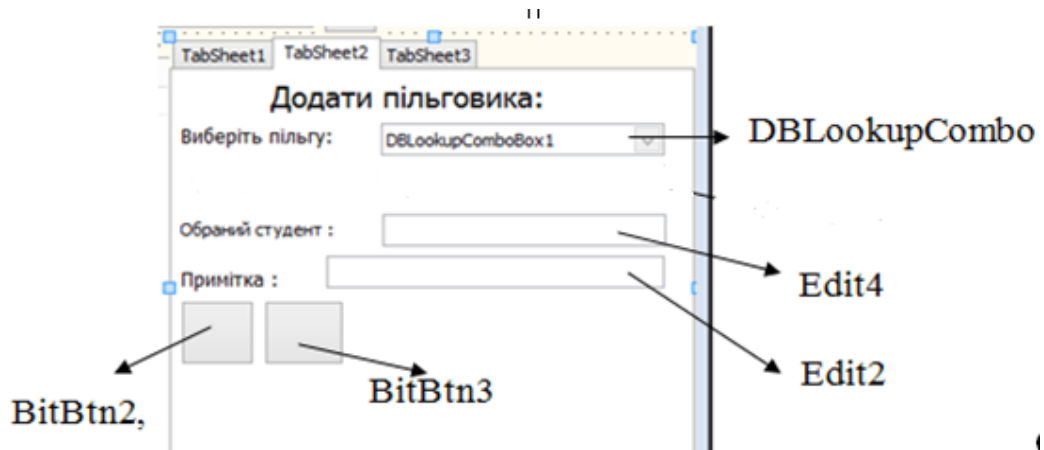 TabSheet1 TabSheet2 TabSheet3
Додати пільговика:
Виберіть пільгу: DBLookupComboBox1
DBLookupCombo
Обраний студент :
Edit4
Примітка :
Edit2
BitBtn3
BitBtn2,